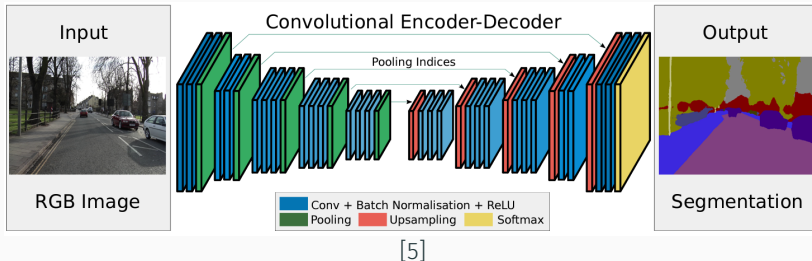 Input
RGB Image
Convolutional Encoder-Decoder
Pooling Indices
Conv + Batch Normalisation + ReLU
Pooling Upsampling Softmax
Output
Segmentation
[5]